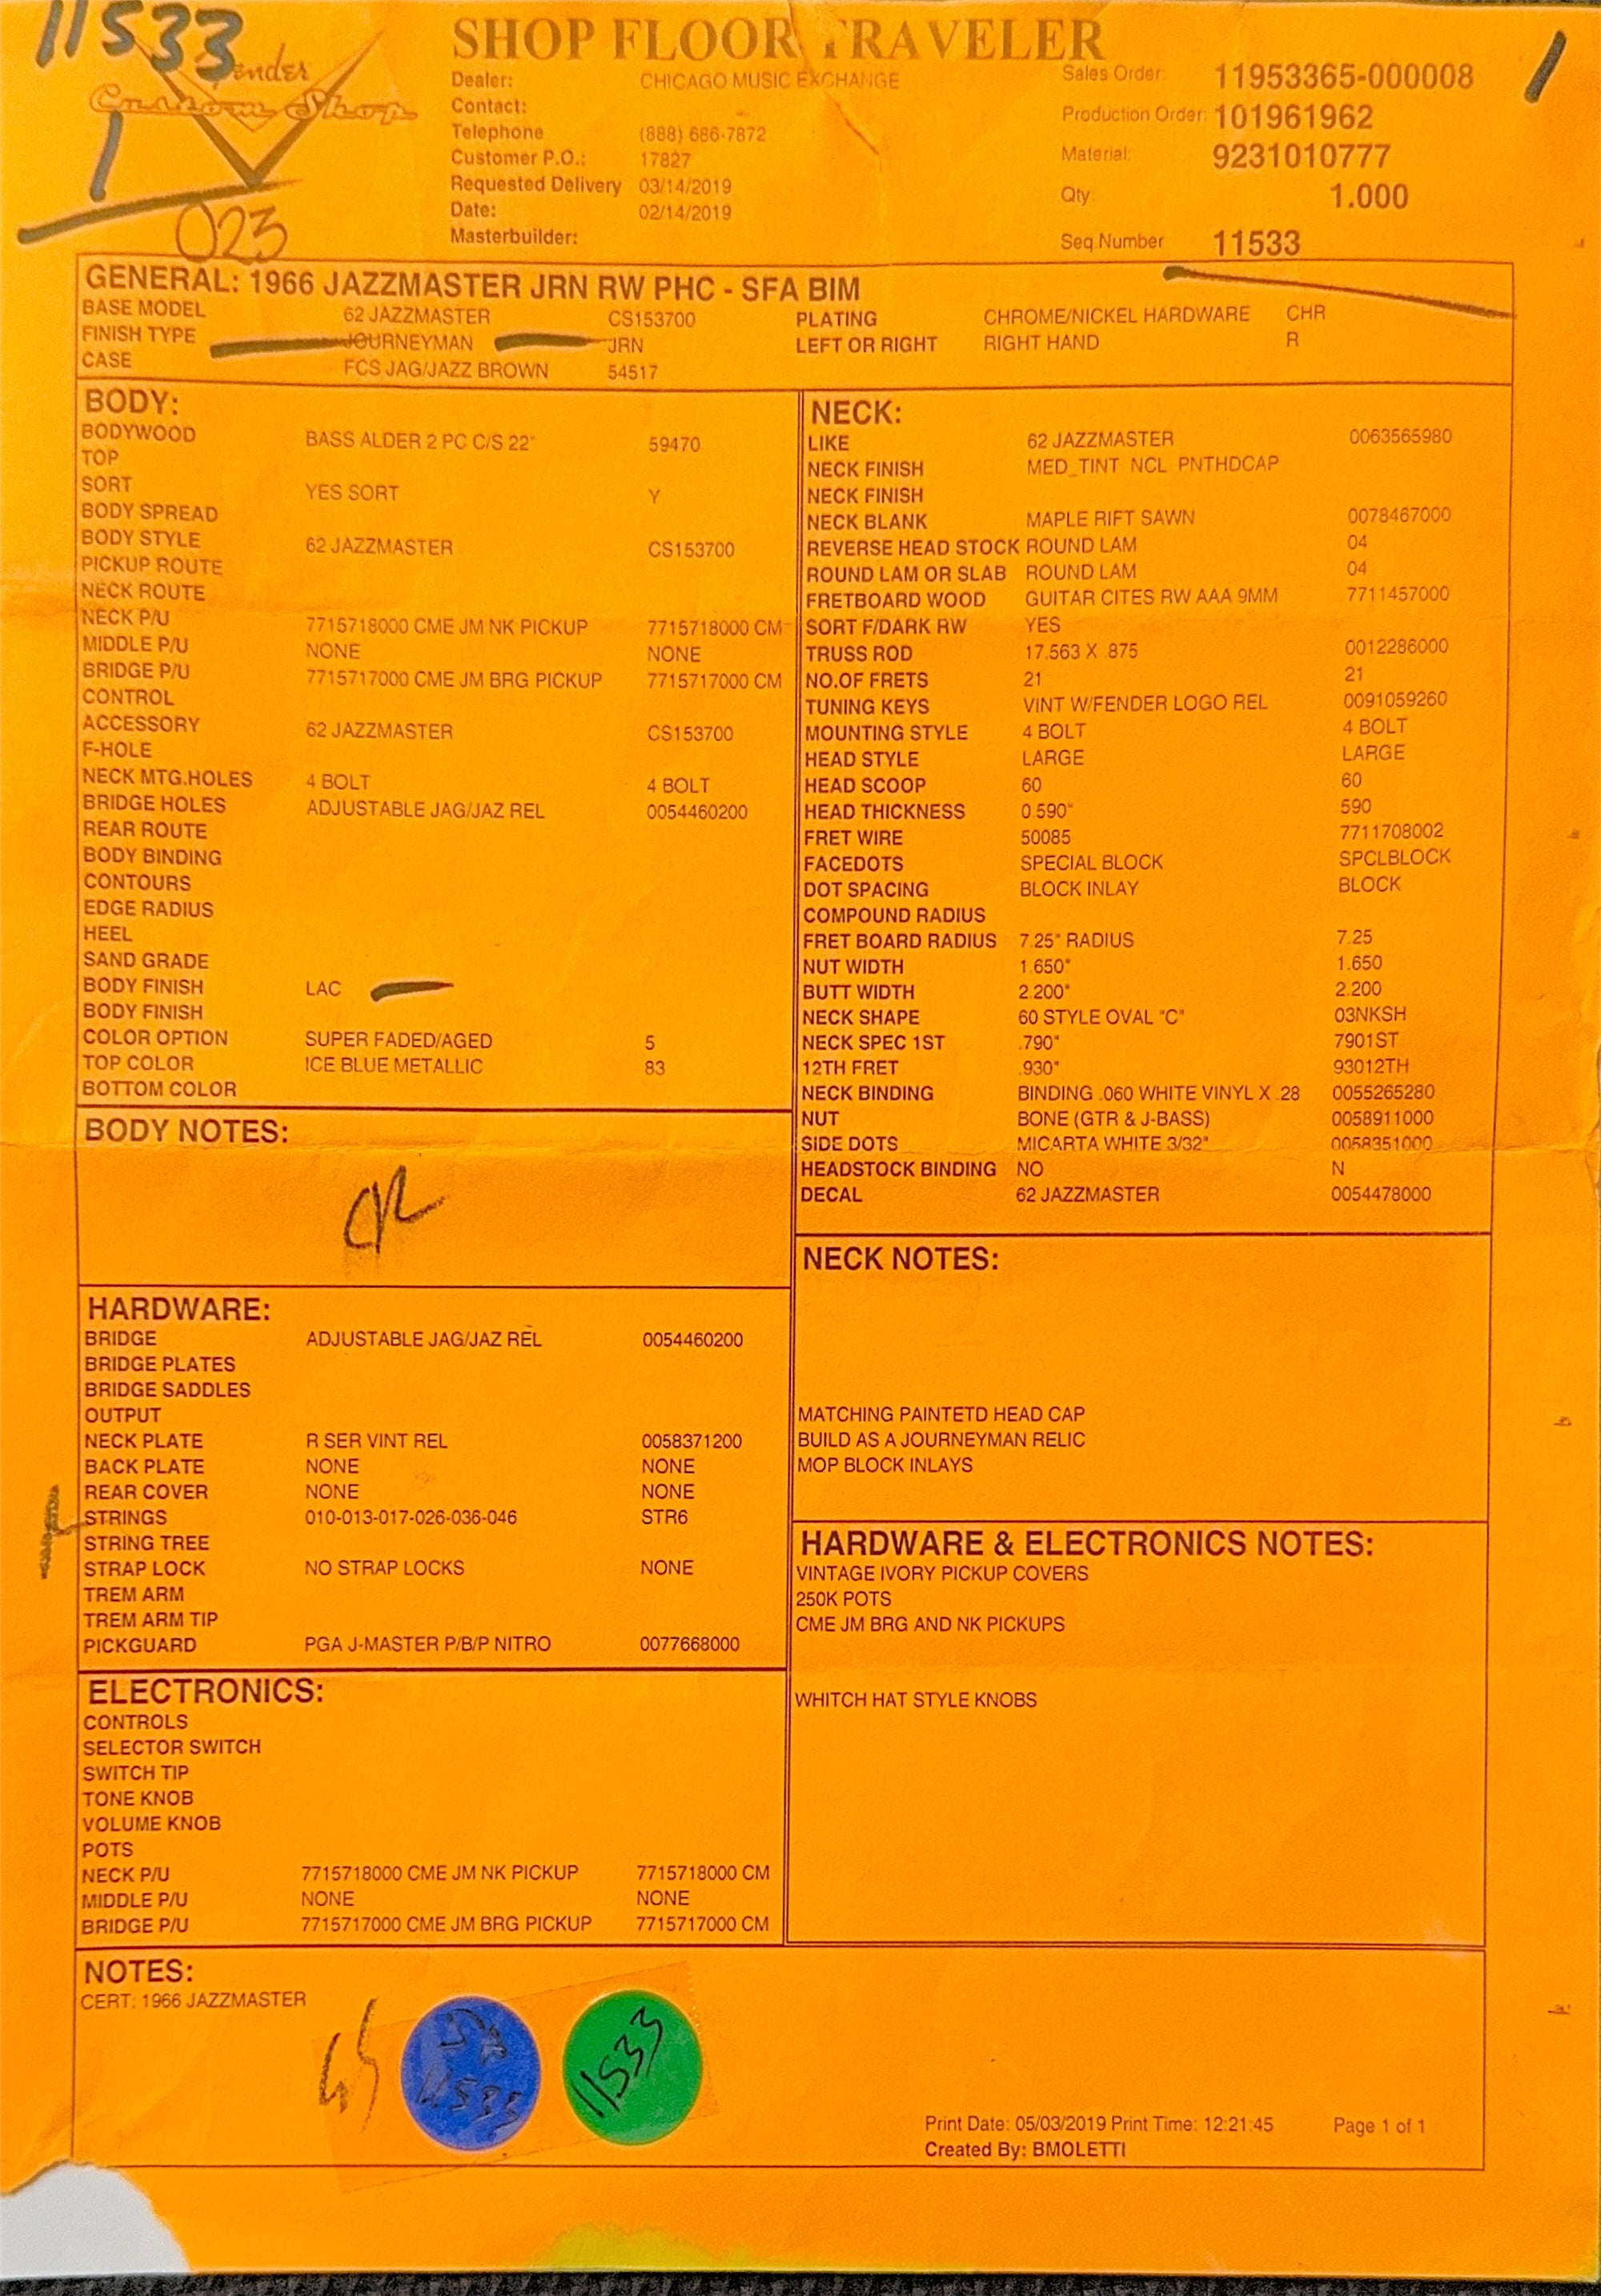 11533
SHOP FLOOR TRAVELER
Fender
Custom Shop
1
023
Dealer: CHICAGO MUSIC EXCHANGE
Contact:
Telephone (888) 686-7872
Customer P.O.: 17827
Requested Delivery 03/14/2019
Date: 02/14/2019
Masterbuilder:
Sales Order: 11953365-000008
Production Order: 101961962
Material: 9231010777
Qty: 1.000
Seq.Number 11533
GENERAL: 1966 JAZZMASTER JRN RW PHC - SFA BIM
BASE MODEL 62 JAZZMASTER CS153700 PLATING CHROME/NICKEL HARDWARE CHR
FINISH TYPE JOURNEYMAN JRN LEFT OR RIGHT RIGHT HAND R
CASE FCS JAG/JAZZ BROWN 54517
BODY:
BODYWOOD BASS ALDER 2 PC C/S 22" 59470
TOP
SORT YES SORT Y
BODY SPREAD
BODY STYLE 62 JAZZMASTER CS153700
PICKUP ROUTE
NECK ROUTE
NECK P/U 7715718000 CME JM NK PICKUP 7715718000 CM
MIDDLE P/U NONE NONE
BRIDGE P/U 7715717000 CME JM BRG PICKUP 7715717000 CM
CONTROL
ACCESSORY 62 JAZZMASTER CS153700
F-HOLE
NECK MTG.HOLES 4 BOLT 4 BOLT
BRIDGE HOLES ADJUSTABLE JAG/JAZ REL 0054460200
REAR ROUTE
BODY BINDING
CONTOURS
EDGE RADIUS
HEEL
SAND GRADE
BODY FINISH LAC
BODY FINISH
COLOR OPTION SUPER FADED/AGED 5
TOP COLOR ICE BLUE METALLIC 83
BOTTOM COLOR
BODY NOTES:
HARDWARE:
BRIDGE ADJUSTABLE JAG/JAZ REL 0054460200
BRIDGE PLATES
BRIDGE SADDLES
OUTPUT
NECK PLATE R SER VINT REL 0058371200
BACK PLATE NONE NONE
REAR COVER NONE NONE
STRINGS 010-013-017-026-036-046 STR6
STRING TREE
STRAP LOCK NO STRAP LOCKS NONE
TREM ARM
TREM ARM TIP
PICKGUARD PGA J-MASTER P/B/P NITRO 0077668000
ELECTRONICS:
CONTROLS
SELECTOR SWITCH
SWITCH TIP
TONE KNOB
VOLUME KNOB
POTS
NECK P/U 7715718000 CME JM NK PICKUP 7715718000 CM
MIDDLE P/U NONE NONE
BRIDGE P/U 7715717000 CME JM BRG PICKUP 7715717000 CM
NECK:
LIKE 62 JAZZMASTER 0063565980
NECK FINISH MED_TINT NCL PNTHDCAP
NECK FINISH
NECK BLANK MAPLE RIFT SAWN 0078467000
REVERSE HEAD STOCK ROUND LAM 04
ROUND LAM OR SLAB ROUND LAM 04
FRETBOARD WOOD GUITAR CITES RW AAA 9MM 7711457000
SORT F/DARK RW YES
TRUSS ROD 17.563 X .875 0012286000
NO.OF FRETS 21 21
TUNING KEYS VINT W/FENDER LOGO REL 0091059260
MOUNTING STYLE 4 BOLT 4 BOLT
HEAD STYLE LARGE LARGE
HEAD SCOOP 60 60
HEAD THICKNESS 0.590" 590
FRET WIRE 50085 7711708002
FACEDOTS SPECIAL BLOCK SPCLBLOCK
DOT SPACING BLOCK INLAY BLOCK
COMPOUND RADIUS
FRET BOARD RADIUS 7.25" RADIUS 7.25
NUT WIDTH 1.650" 1.650
BUTT WIDTH 2.200" 2.200
NECK SHAPE 60 STYLE OVAL "C" 03NKSH
NECK SPEC 1ST .790" 7901ST
12TH FRET .930" 93012TH
NECK BINDING BINDING .060 WHITE VINYL X .28 0055265280
NUT BONE (GTR & J-BASS) 0058911000
SIDE DOTS MICARTA WHITE 3/32" 0058351000
HEADSTOCK BINDING NO N
DECAL 62 JAZZMASTER 0054478000
NECK NOTES:
MATCHING PAINTETD HEAD CAP
BUILD AS A JOURNEYMAN RELIC
MOP BLOCK INLAYS
HARDWARE & ELECTRONICS NOTES:
VINTAGE IVORY PICKUP COVERS
250K POTS
CME JM BRG AND NK PICKUPS
WHITCH HAT STYLE KNOBS
NOTES:
CERT: 1966 JAZZMASTER
11533
11533
Print Date: 05/03/2019 Print Time: 12:21:45 Page 1 of 1
Created By: BMOLETTI